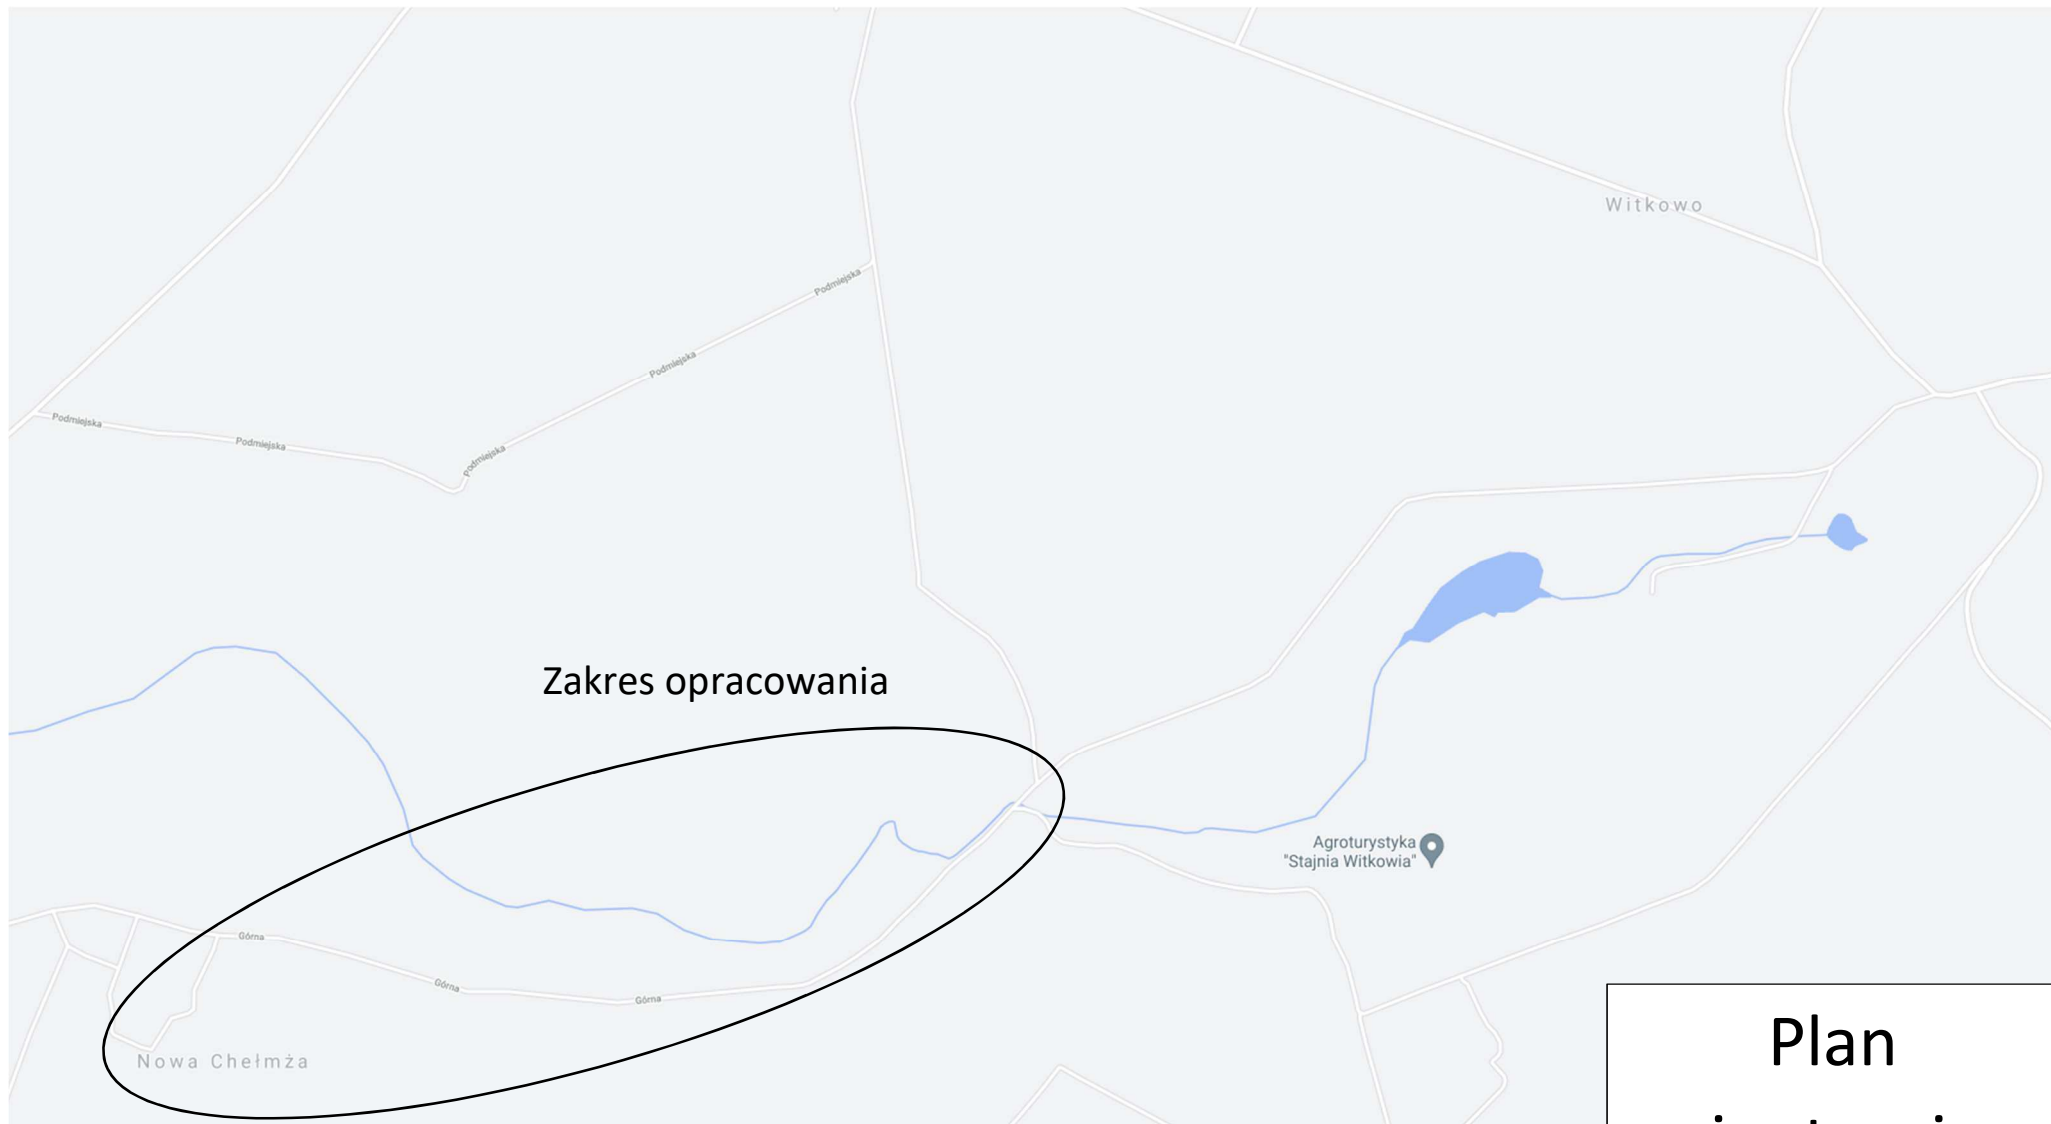 Witkowo
Podmiejska
Podmiejska
Podmiejska
Podmiejska
Podmiejska
Zakres opracowania
Agroturystyka
"Stajnia Witkowia"
Górna
Górna
Górna
Nowa Chełmża
Plan